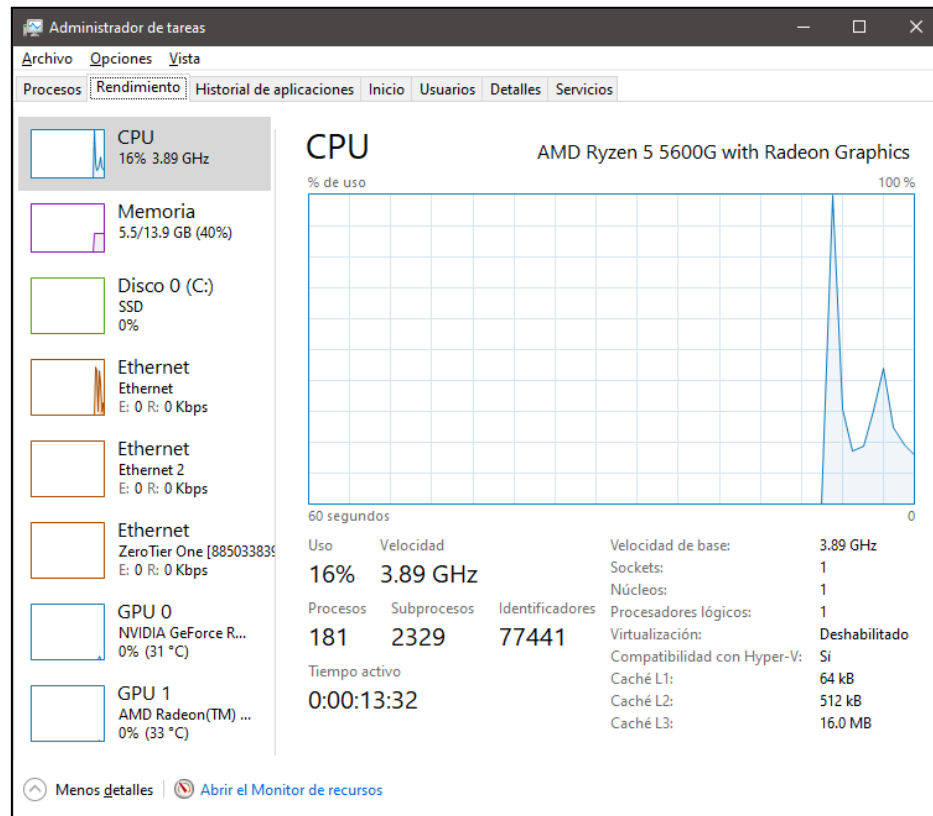 Administrador de tareas
Archivo Opciones Vista
Procesos Rendimiento Historial de aplicaciones Inicio Usuarios Detalles Servicios
CPU
16% 3.89 GHz
Memoria
5.5/13.9 GB (40%)
Disco 0 (C:)
SSD
0%
Ethernet
Ethernet
E: 0 R: 0 Kbps
Ethernet
Ethernet 2
E: 0 R: 0 Kbps
Ethernet
ZeroTier One [885033839
E: 0 R: 0 Kbps
GPU 0
NVIDIA GeForce R...
0% (31 °C)
GPU 1
AMD Radeon(TM) ...
0% (33 °C)
CPU AMD Ryzen 5 5600G with Radeon Graphics
% de uso 100 %
60 segundos 0
Uso Velocidad
16% 3.89 GHz
Procesos Subprocesos Identificadores
181 2329 77441
Tiempo activo
0:00:13:32
Velocidad de base: 3.89 GHz
Sockets: 1
Núcleos: 1
Procesadores lógicos: 1
Virtualización: Deshabilitado
Compatibilidad con Hyper-V: Sí
Caché L1: 64 kB
Caché L2: 512 kB
Caché L3: 16.0 MB
Menos detalles Abrir el Monitor de recursos